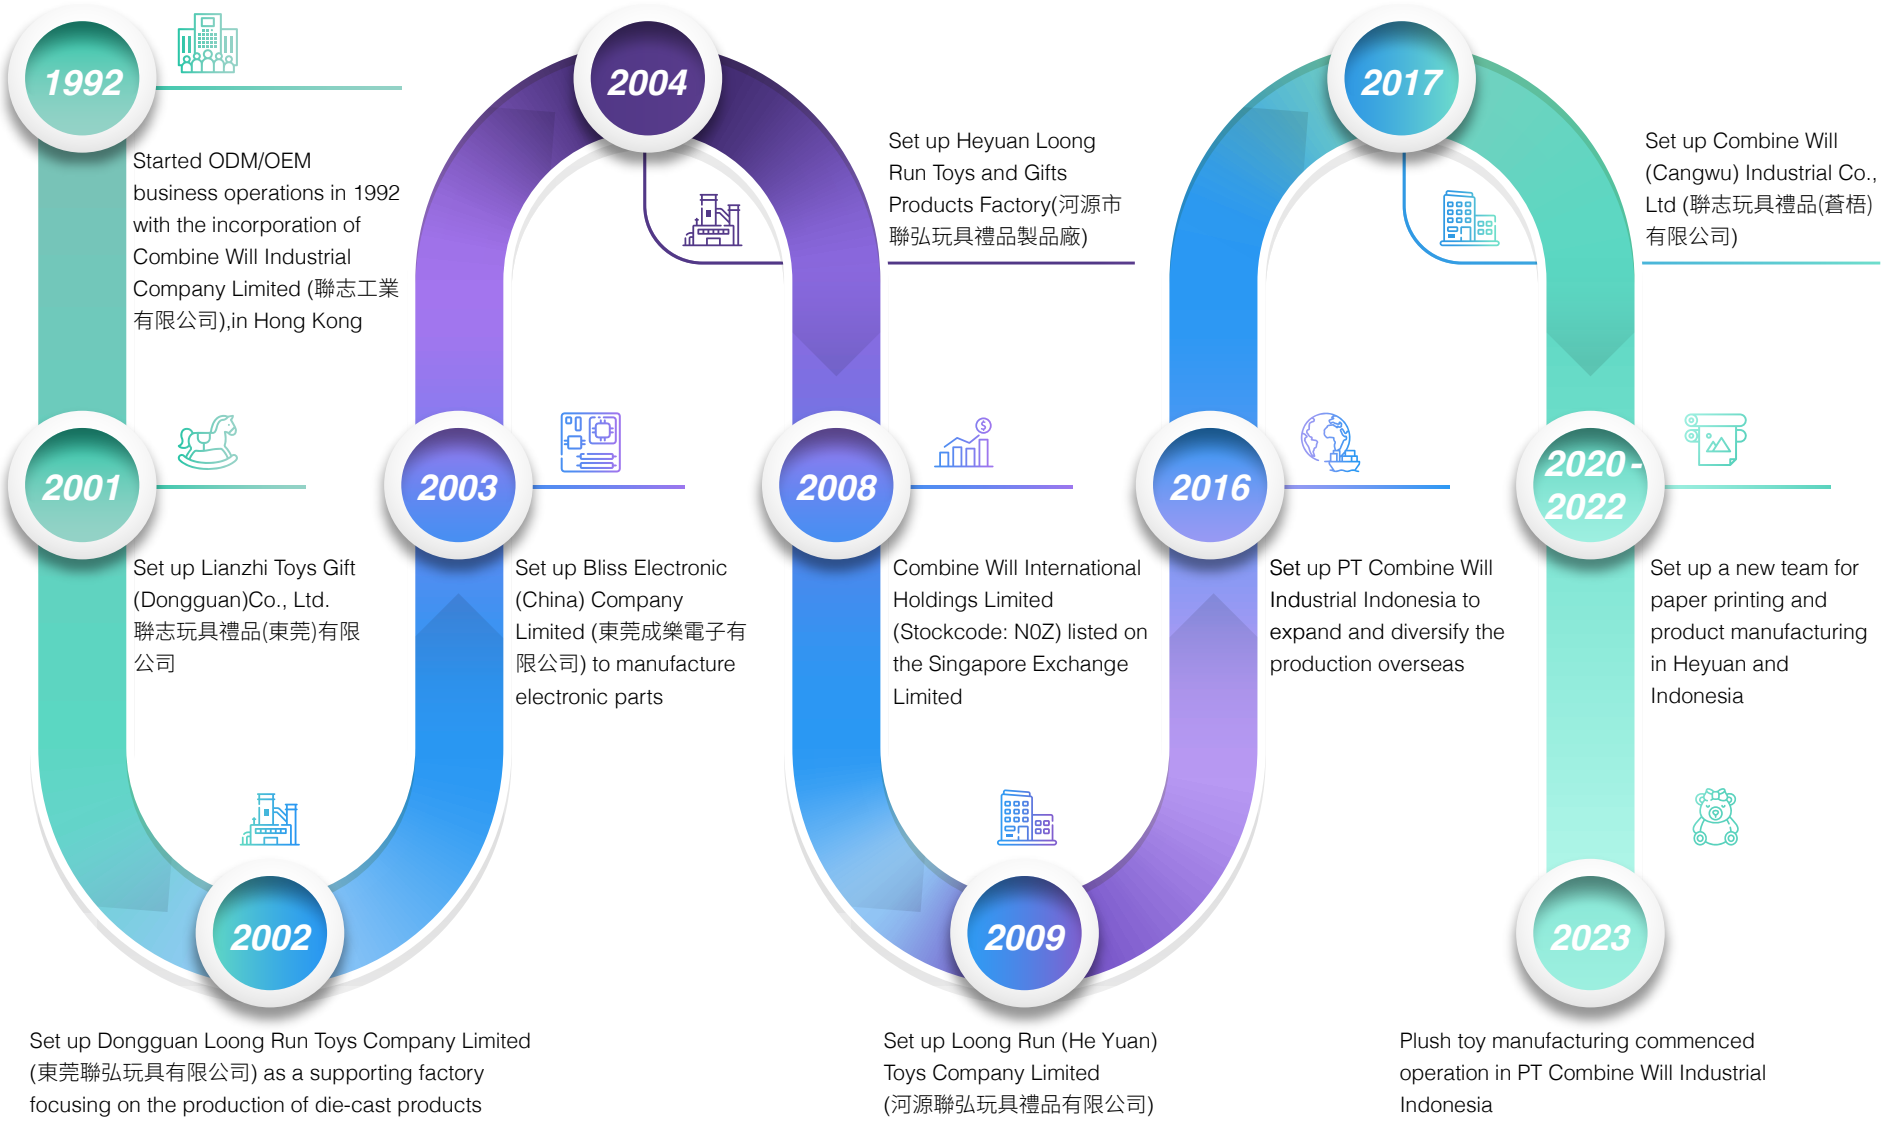 1992
Started ODM/OEM
business operations in 1992
with the incorporation of
Combine Will Industrial
Company Limited (聯志工業
有限公司),in Hong Kong
2001
Set up Lianzhi Toys Gift
(Dongguan)Co., Ltd.
聯志玩具禮品(東莞)有限
公司
2002
Set up Dongguan Loong Run Toys Company Limited
(東莞聯弘玩具有限公司) as a supporting factory
focusing on the production of die-cast products
2003
Set up Bliss Electronic
(China) Company
Limited (東莞成樂電子有
限公司) to manufacture
electronic parts
2004
Set up Heyuan Loong
Run Toys and Gifts
Products Factory(河源市
聯弘玩具禮品製品廠)
2008
Combine Will International
Holdings Limited
(Stockcode: N0Z) listed on
the Singapore Exchange
Limited
2009
Set up Loong Run (He Yuan)
Toys Company Limited
(河源聯弘玩具禮品有限公司)
2016
Set up PT Combine Will
Industrial Indonesia to
expand and diversify the
production overseas
2017
Set up Combine Will
(Cangwu) Industrial Co.,
Ltd (聯志玩具禮品(蒼梧)
有限公司)
2020 -
2022
Set up a new team for
paper printing and
product manufacturing
in Heyuan and
Indonesia
2023
Plush toy manufacturing commenced
operation in PT Combine Will Industrial
Indonesia